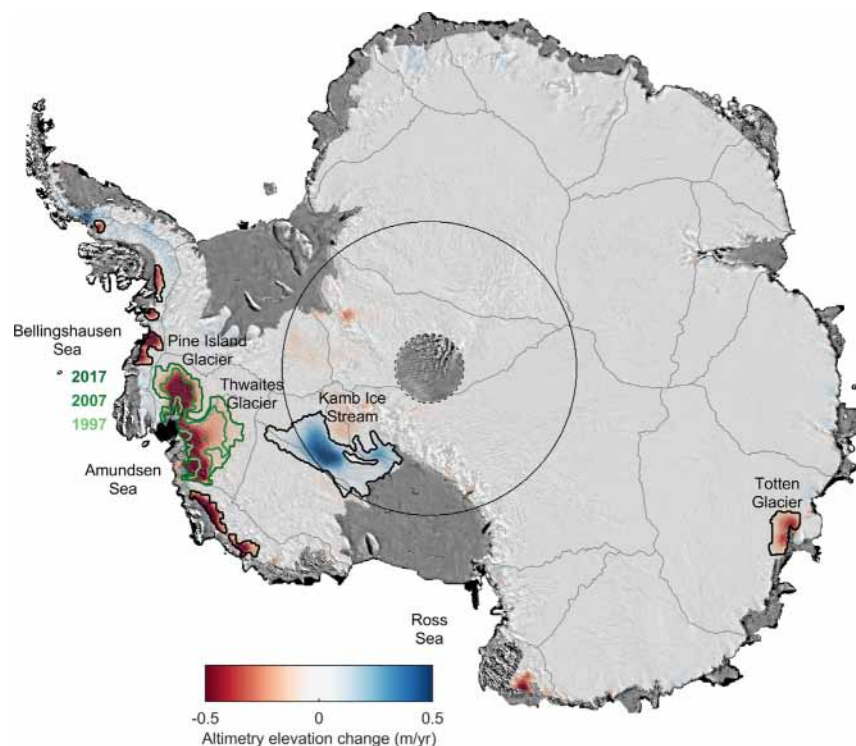 Bellingshausen
Sea
Pine Island
Glacier
2017
2007
1997
Thwaites
Glacier
Kamb Ice
Stream
Amundsen
Sea
Totten
Glacier
Ross
Sea
-0.5
0
0.5
Altimetry elevation change (m/yr)